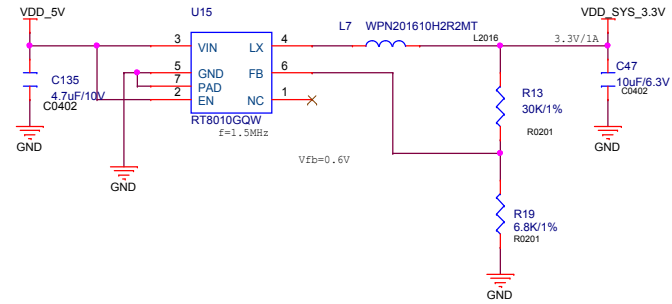 VDD_5V
U15
L7 WPN201610H2R2MT
VDD_SYS_3.3V
3 VIN LX 4
L2016
3.3V/1A
5 GND FB 6
7 PAD
2 EN NC 1
C135
4.7uF/10V
C0402
RT8010GQW
f=1.5MHz
C47
10uF/6.3V
C0402
R13
30K/1%
R0201
GND
GND
Vfb=0.6V
GND
R19
6.8K/1%
R0201
GND